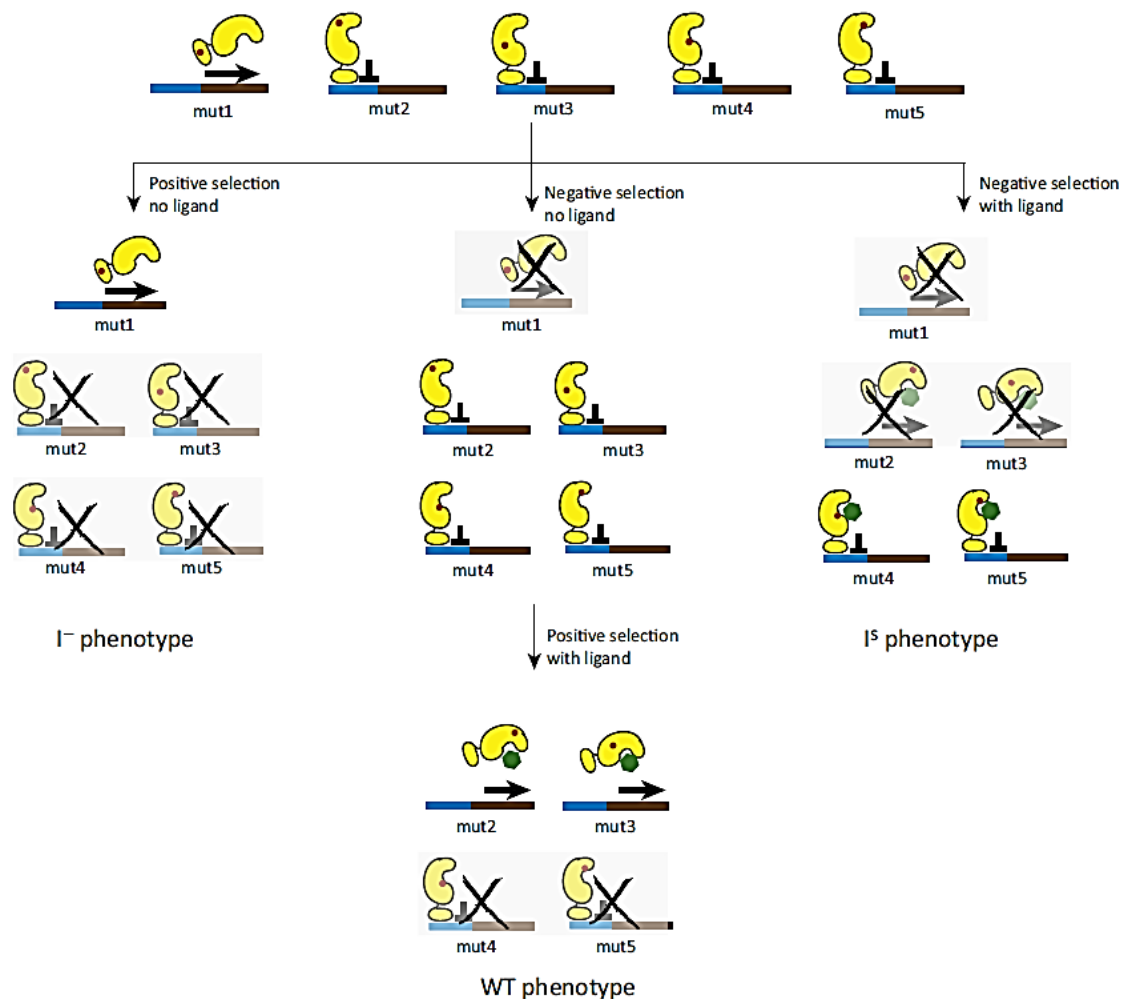 mut1
mut2
mut3
mut4
mut5
Positive selection
no ligand
Negative selection
no ligand
Negative selection
with ligand
mut1
mut1
mut1
mut2
mut3
mut2
mut3
mut2
mut3
mut4
mut5
mut4
mut5
mut4
mut5
I⁻ phenotype
Positive selection
with ligand
Iˢ phenotype
mut2
mut3
mut4
mut5
WT phenotype